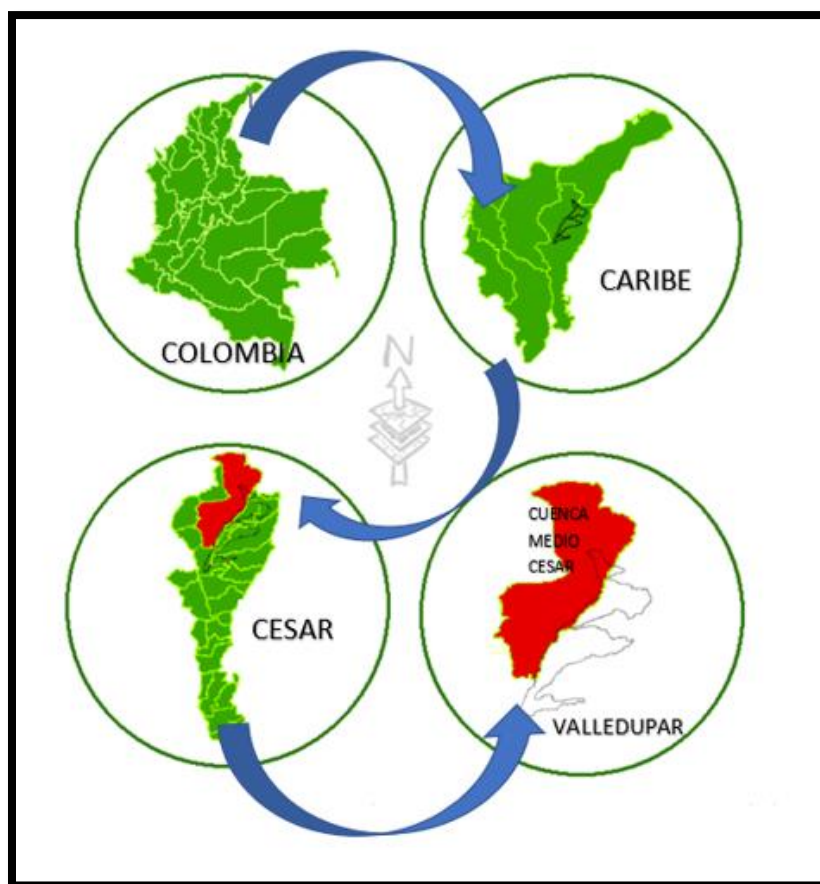 COLOMBIA
CARIBE
N
CESAR
CUENCA
MEDIO
CESAR
VALLEDUPAR